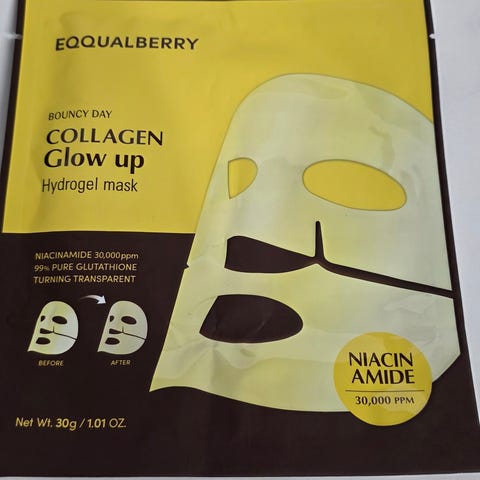 EQQUALBERRY
BOUNCY DAY
COLLAGEN
Glow up
Hydrogel mask
NIACINAMIDE 30,000ppm
99% PURE GLUTATHIONE
TURNING TRANSPARENT
BEFORE
AFTER
NIACIN
AMIDE
30,000 PPM
Net Wt. 30g / 1.01 OZ.